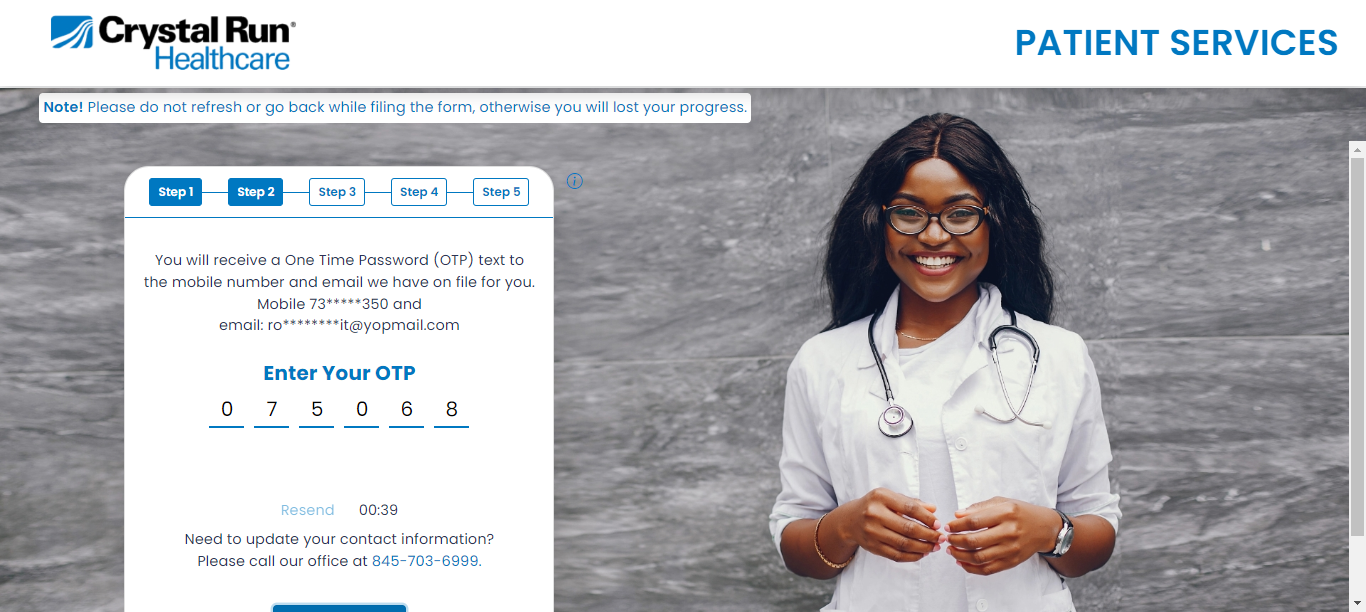 Crystal Run®
Healthcare
PATIENT SERVICES
Note! Please do not refresh or go back while filing the form, otherwise you will lost your progress.
Step 1 Step 2 Step 3 Step 4 Step 5
You will receive a One Time Password (OTP) text to
the mobile number and email we have on file for you.
Mobile 73*****350 and
email: ro********it@yopmail.com
Enter Your OTP
0 7 5 0 6 8
Resend 00:39
Need to update your contact information?
Please call our office at 845-703-6999.